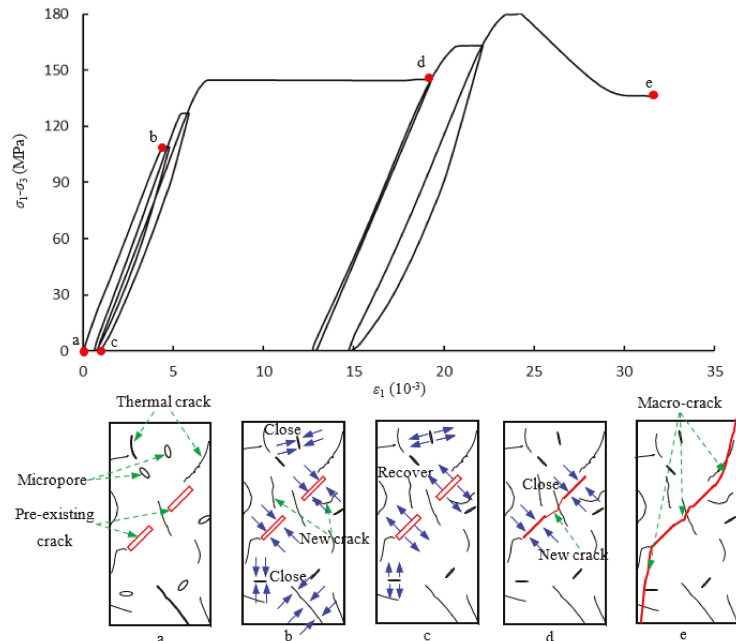 180
150
120
90
60
30
0
σ1-σ3 (MPa)
a
b
c
d
e
0
5
10
15
20
25
30
35
ε1 (10-3)
Thermal crack
Micropore
Pre-existing
crack
a
Close
New crack
Close
b
Recover
c
Close
New crack
d
Macro-crack
e